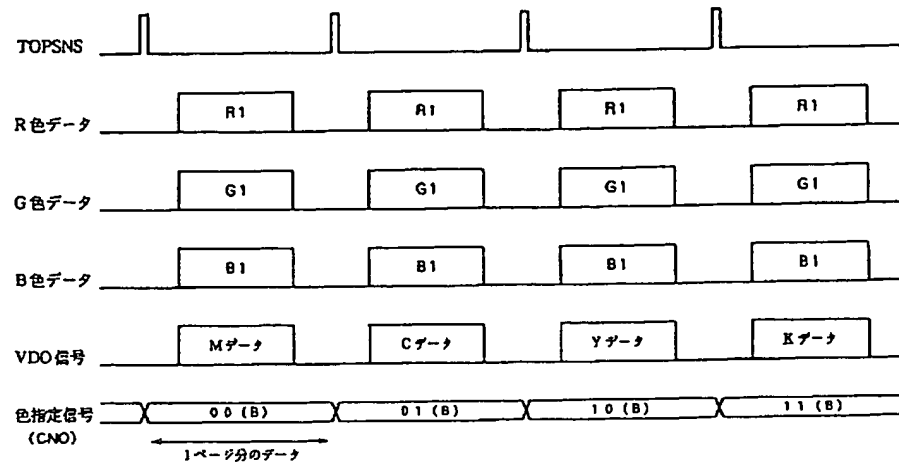 TOPSNS
R色データ R1 R1 R1 R1
G色データ G1 G1 G1 G1
B色データ B1 B1 B1 B1
VDO信号 Mデータ Cデータ Yデータ Kデータ
色指定信号 00(B) 01(B) 10(B) 11(B)
(CNO)
1ページ分のデータ